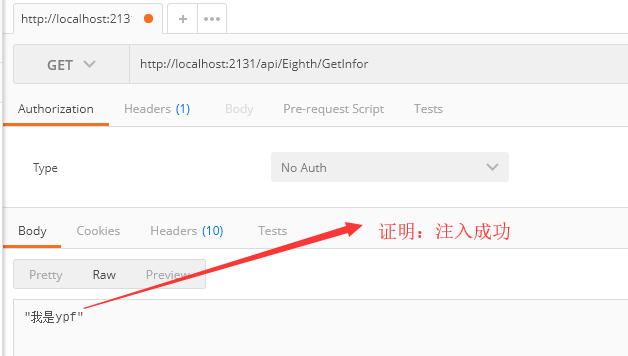 http://localhost:213
+ •••
GET http://localhost:2131/api/Eighth/GetInfor
Authorization Headers (1) Body Pre-request Script Tests
Type No Auth
Body Cookies Headers (10) Tests
证明：注入成功
Pretty Raw Preview
"我是ypf"